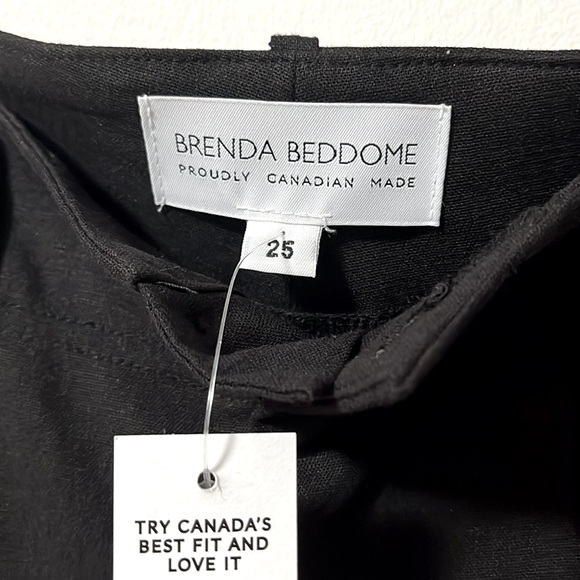 BRENDA BEDDOME
PROUDLY CANADIAN MADE
25
TRY CANADA'S
BEST FIT AND
LOVE IT